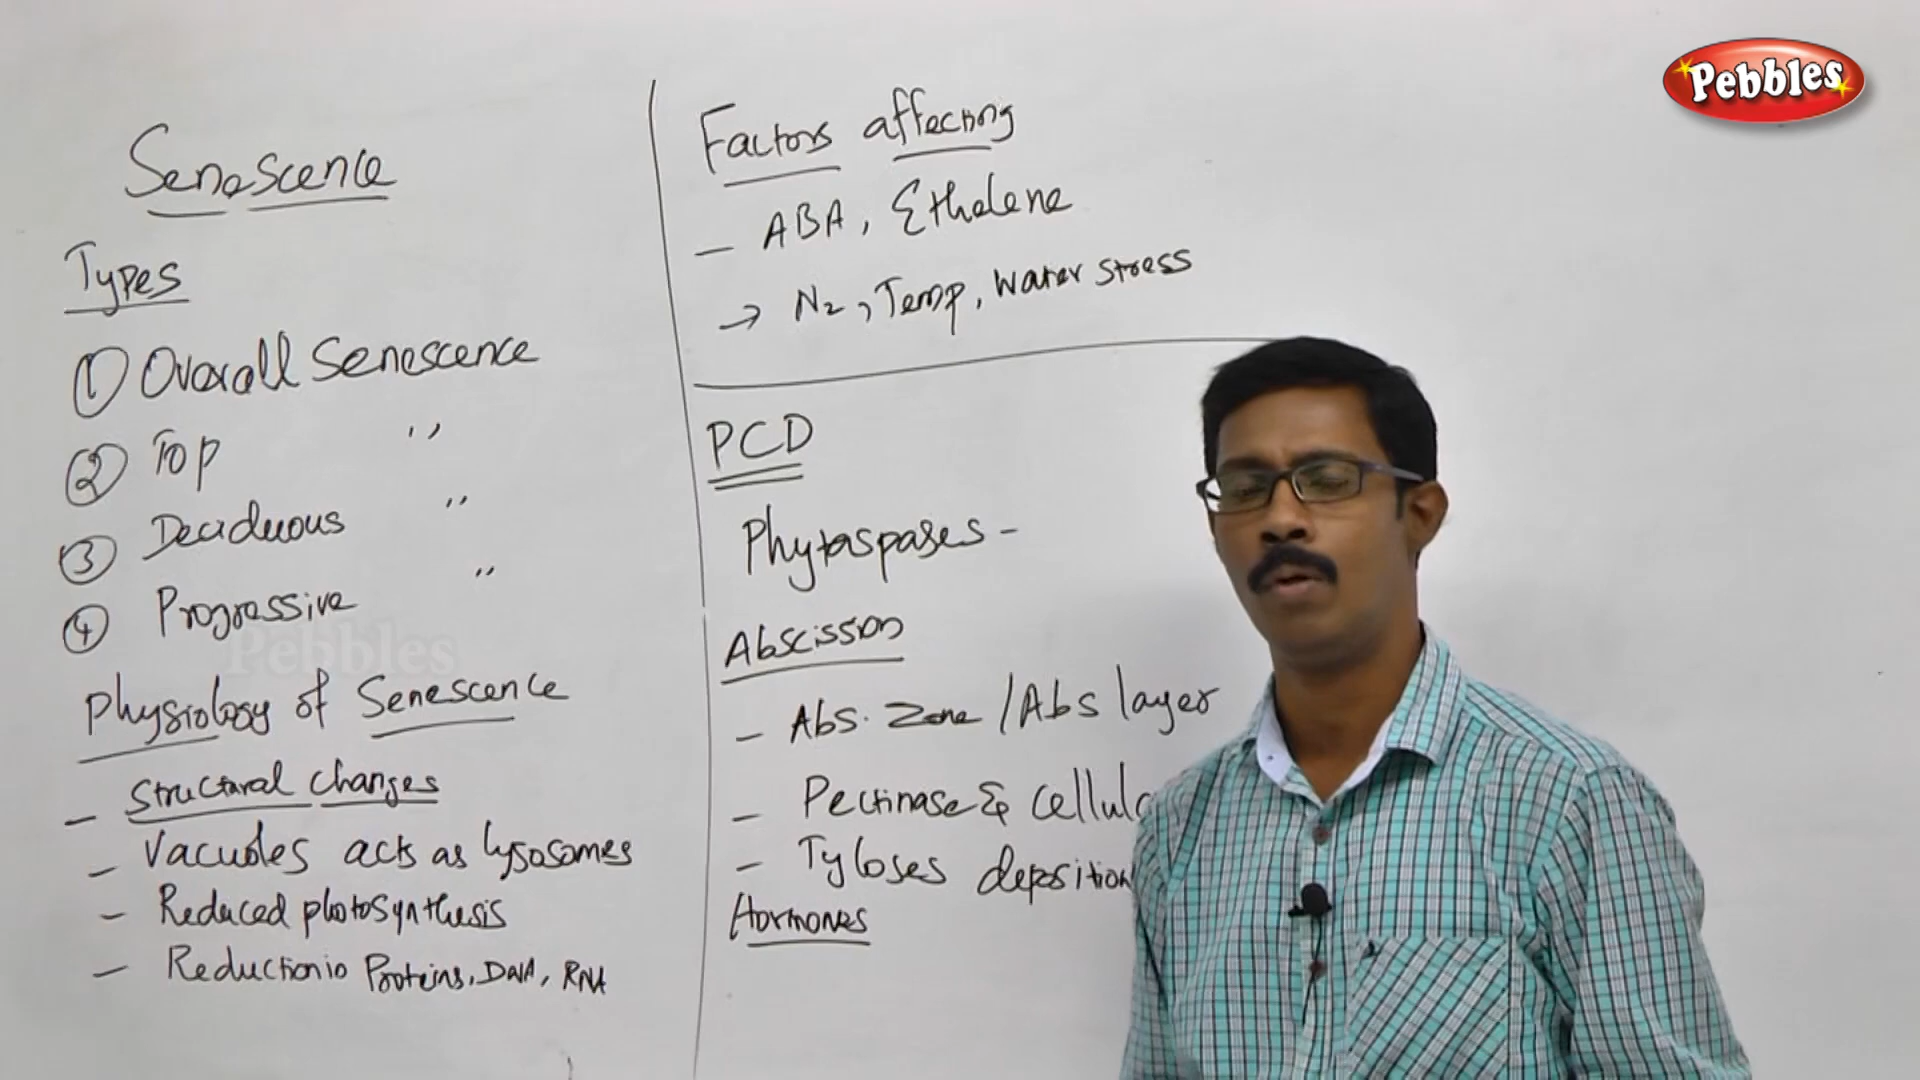 Senescence
Types
① Overall Senescence
② Top " 
③ Deciduous "
④ Progressive "
Physiology of Senescence
- Structural changes
- Vacuoles acts as lysosomes
- Reduced photosynthesis
- Reduction in Proteins, DNA, RNA
Factors affecting
- ABA, Ethelene
→ N2, Temp, Water stress
PCD
Phytaspases -
Abscission
- Abs. Zone / Abs layer
- Pectinase &
- Tyloses deposition
Hormones
Pebbles
Pebbles